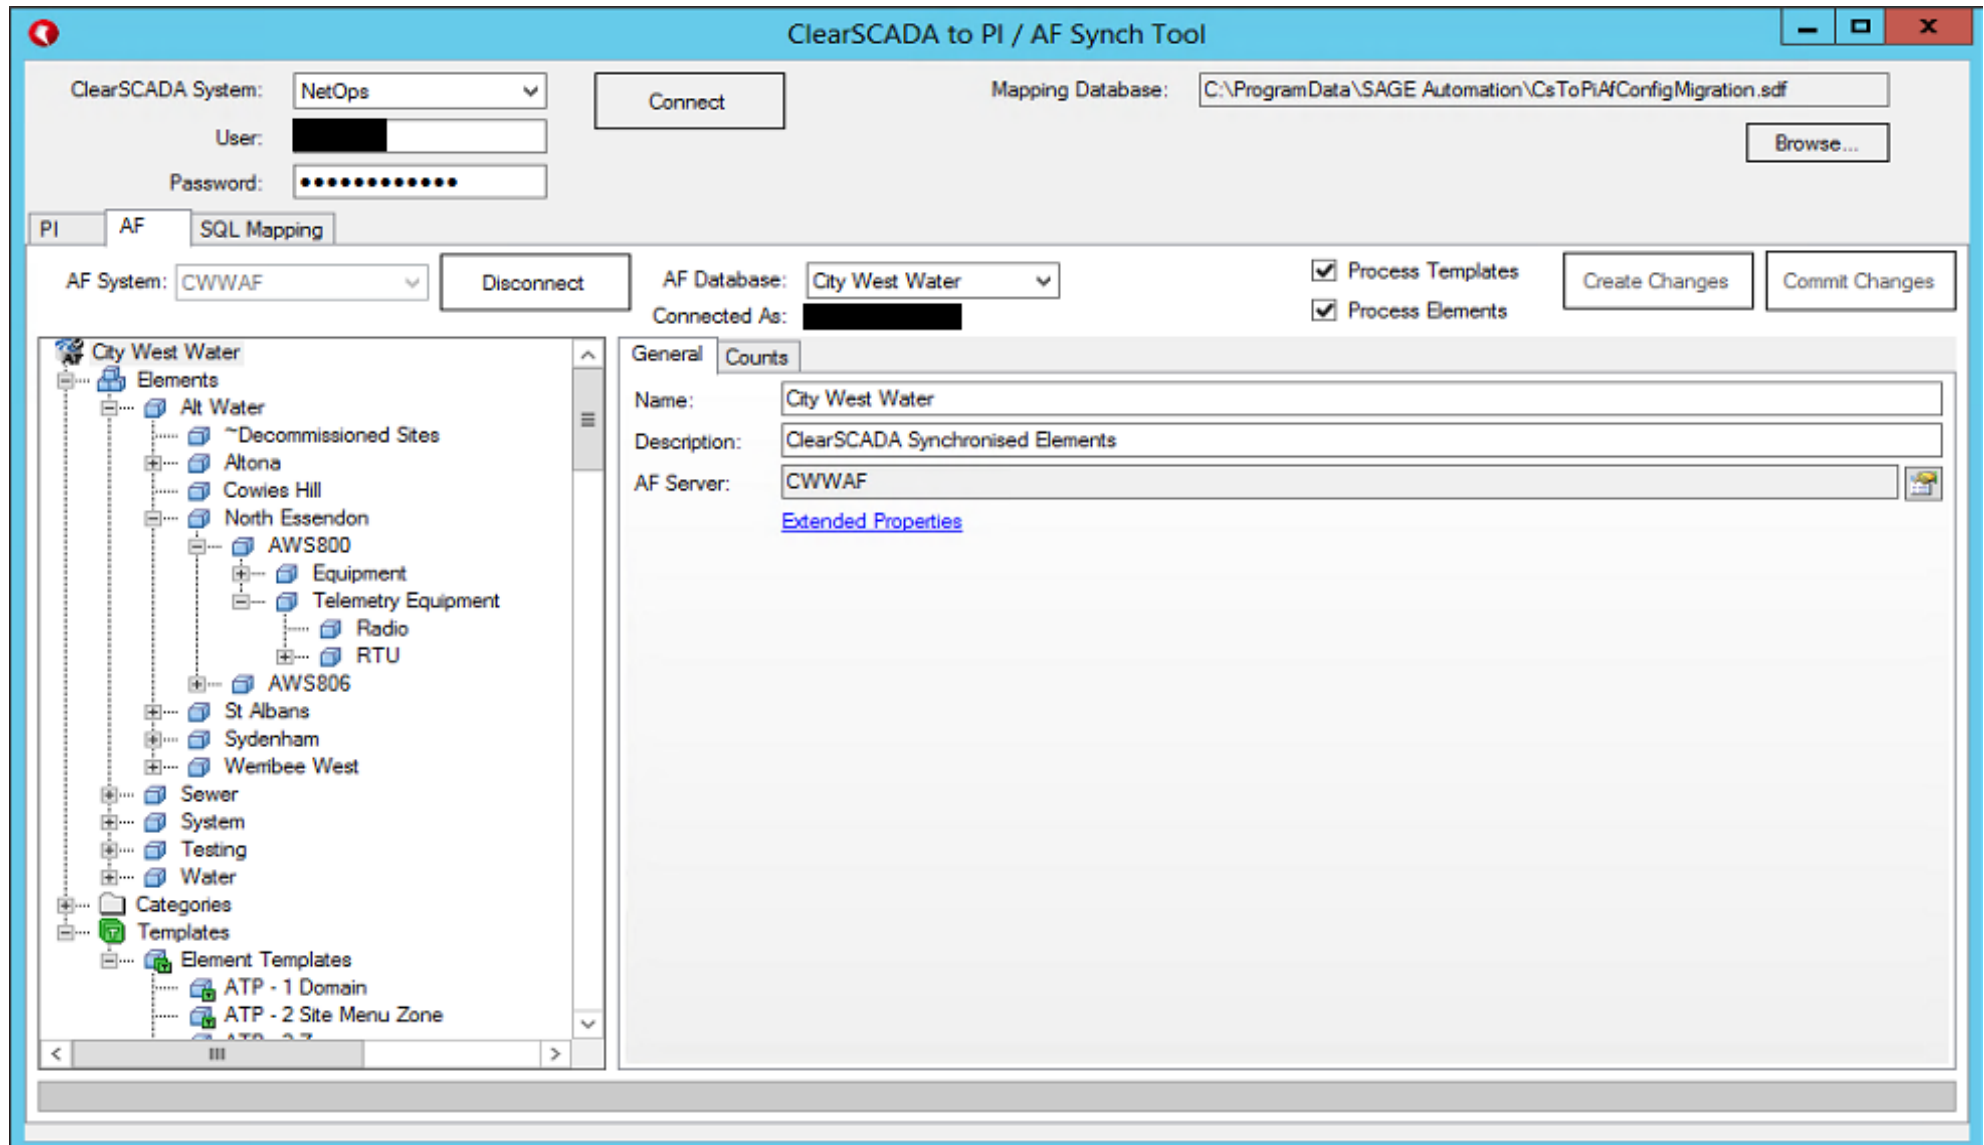 ClearSCADA to PI / AF Synch Tool
ClearSCADA System: NetOps Connect Mapping Database: C:\ProgramData\SAGE Automation\CsToPiAfConfigMigration.sdf
User: Browse...
Password:
PI AF SQL Mapping
AF System: CWWAF Disconnect AF Database: City West Water Process Templates Create Changes Commit Changes
Connected As: Process Elements
City West Water
Elements
Alt Water
~Decommissioned Sites
Altona
Cowies Hill
North Essendon
AWS800
Equipment
Telemetry Equipment
Radio
RTU
AWS806
St Albans
Sydenham
Werribee West
Sewer
System
Testing
Water
Categories
Templates
Element Templates
ATP - 1 Domain
ATP - 2 Site Menu Zone
General Counts
Name: City West Water
Description: ClearSCADA Synchronised Elements
AF Server: CWWAF
Extended Properties